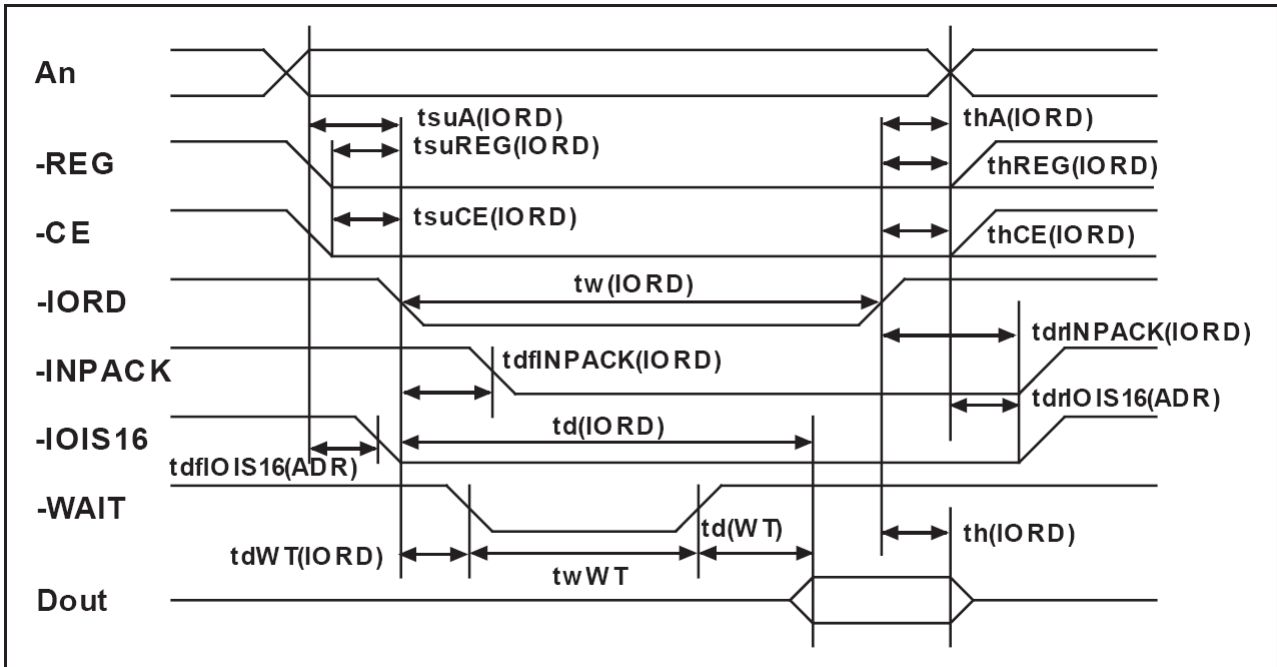 An
tsuA(IORD)
thA(IORD)
tsuREG(IORD)
-REG
thREG(IORD)
tsuCE(IORD)
-CE
thCE(IORD)
tw(IORD)
-IORD
tdrINPACK(IORD)
tdfINPACK(IORD)
-INPACK
tdrIOIS16(ADR)
td(IORD)
-IOIS16
tdfIOIS16(ADR)
-WAIT
td(WT)
th(IORD)
tdWT(IORD)
twWT
Dout